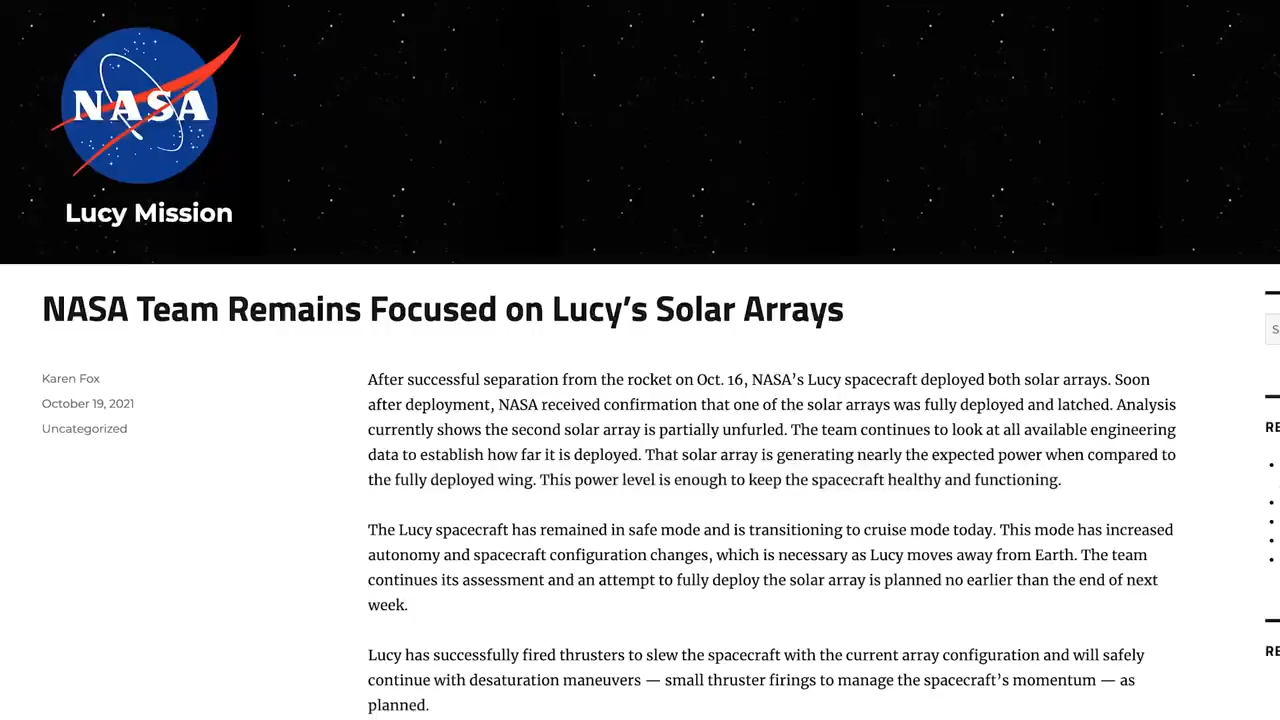 NASA
Lucy Mission
NASA Team Remains Focused on Lucy’s Solar Arrays
Karen Fox
October 19, 2021
Uncategorized
After successful separation from the rocket on Oct. 16, NASA’s Lucy spacecraft deployed both solar arrays. Soon
after deployment, NASA received confirmation that one of the solar arrays was fully deployed and latched. Analysis
currently shows the second solar array is partially unfurled. The team continues to look at all available engineering
data to establish how far it is deployed. That solar array is generating nearly the expected power when compared to
the fully deployed wing. This power level is enough to keep the spacecraft healthy and functioning.
The Lucy spacecraft has remained in safe mode and is transitioning to cruise mode today. This mode has increased
autonomy and spacecraft configuration changes, which is necessary as Lucy moves away from Earth. The team
continues its assessment and an attempt to fully deploy the solar array is planned no earlier than the end of next
week.
Lucy has successfully fired thrusters to slew the spacecraft with the current array configuration and will safely
continue with desaturation maneuvers — small thruster firings to manage the spacecraft’s momentum — as
planned.